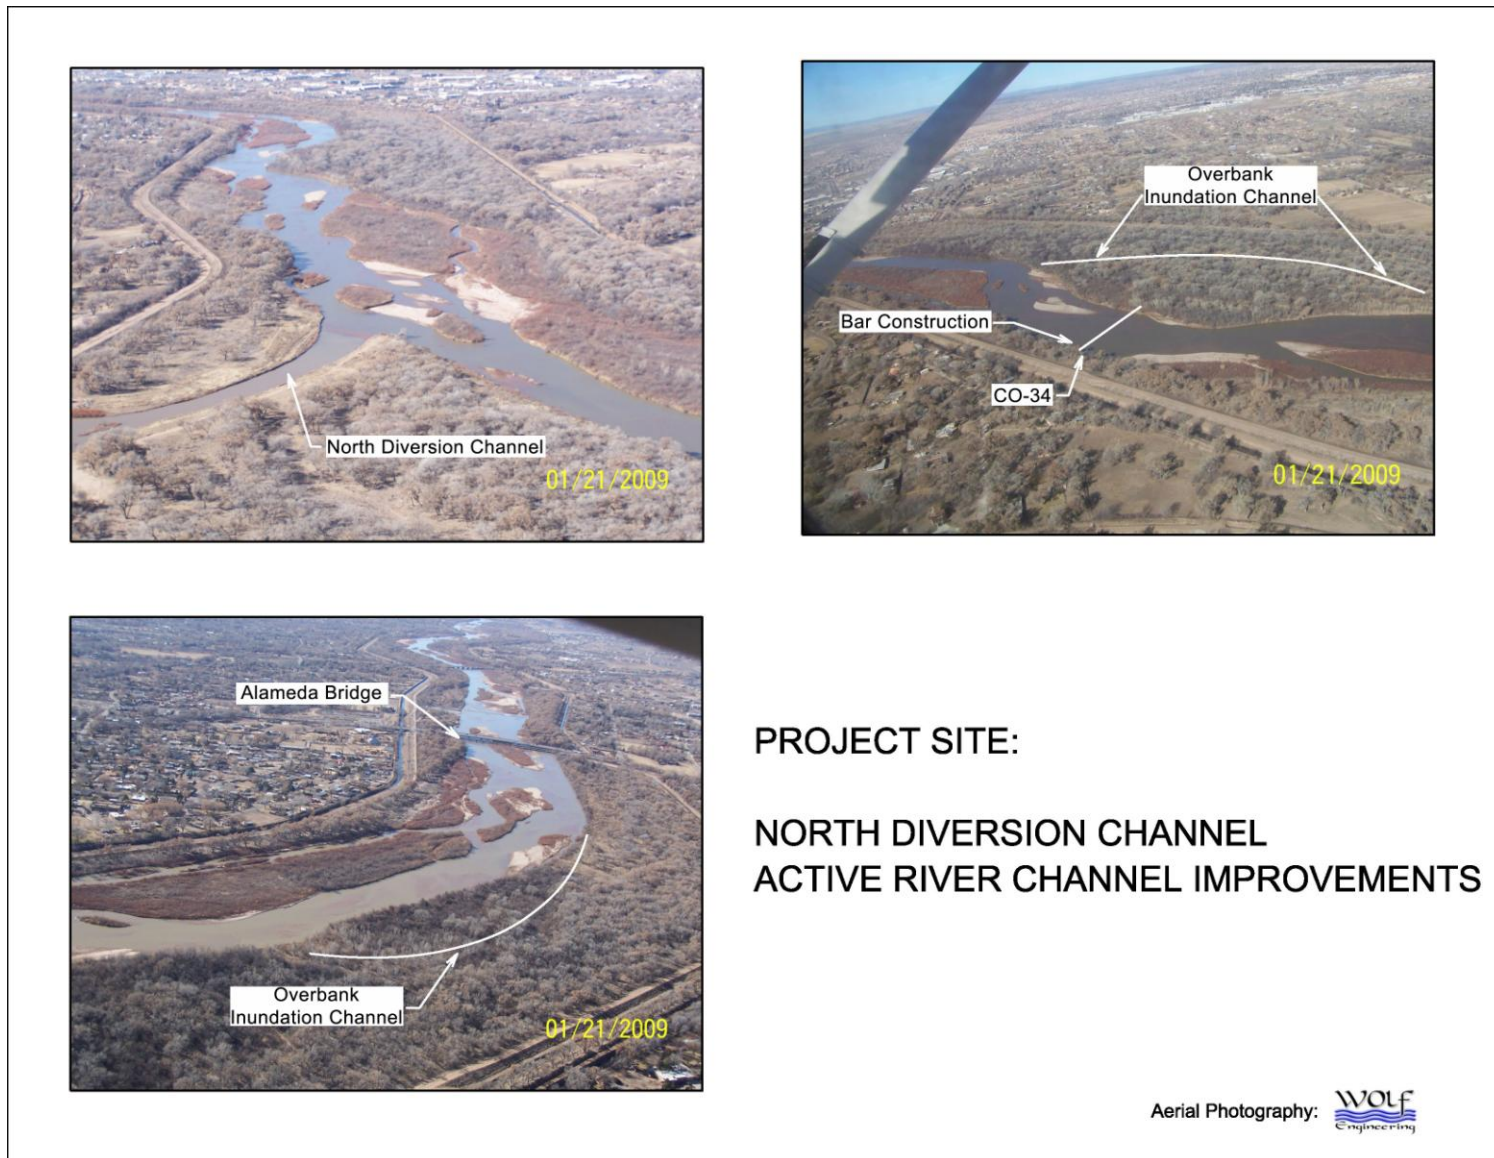 North Diversion Channel
01/21/2009
Overbank
Inundation Channel
Bar Construction
CO-34
01/21/2009
Alameda Bridge
Overbank
Inundation Channel
01/21/2009
PROJECT SITE:
NORTH DIVERSION CHANNEL
ACTIVE RIVER CHANNEL IMPROVEMENTS
Aerial Photography:
WOLF
Engineering